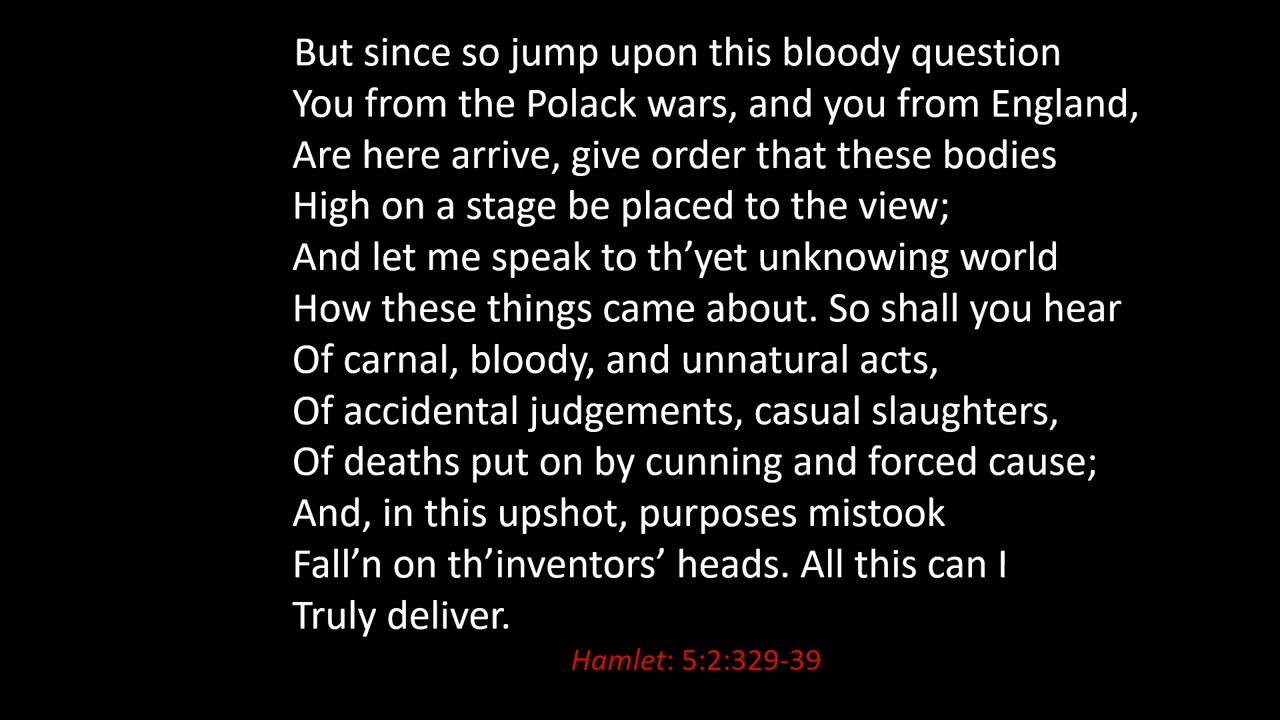 But since so jump upon this bloody question
You from the Polack wars, and you from England,
Are here arrive, give order that these bodies
High on a stage be placed to the view;
And let me speak to th’yet unknowing world
How these things came about. So shall you hear
Of carnal, bloody, and unnatural acts,
Of accidental judgements, casual slaughters,
Of deaths put on by cunning and forced cause;
And, in this upshot, purposes mistook
Fall’n on th’inventors’ heads. All this can I
Truly deliver.
Hamlet: 5:2:329-39